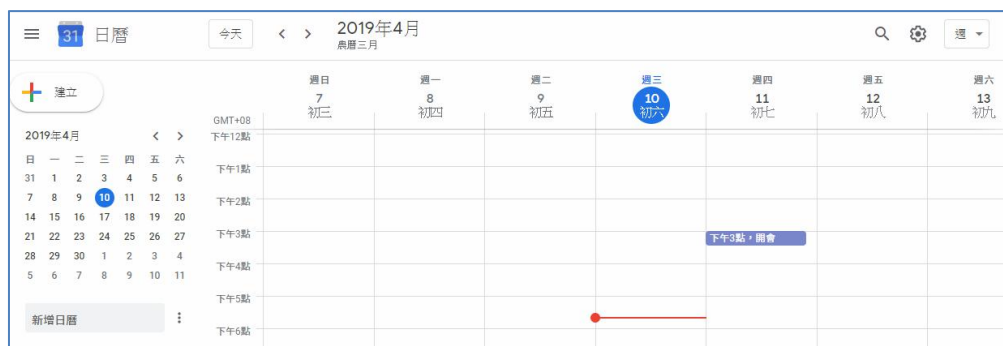 31 日曆 今天 2019年4月 週
農曆三月
建立
週日 週一 週二 週三 週四 週五 週六
7 8 9 10 11 12 13
初三 初四 初五 初六 初七 初八 初九
GMT+08
2019年4月
日 一 二 三 四 五 六
31 1 2 3 4 5 6
7 8 9 10 11 12 13
14 15 16 17 18 19 20
21 22 23 24 25 26 27
28 29 30 1 2 3 4
5 6 7 8 9 10 11
新增日曆
下午12點
下午1點
下午2點
下午3點
下午4點
下午5點
下午6點
下午3點，開會